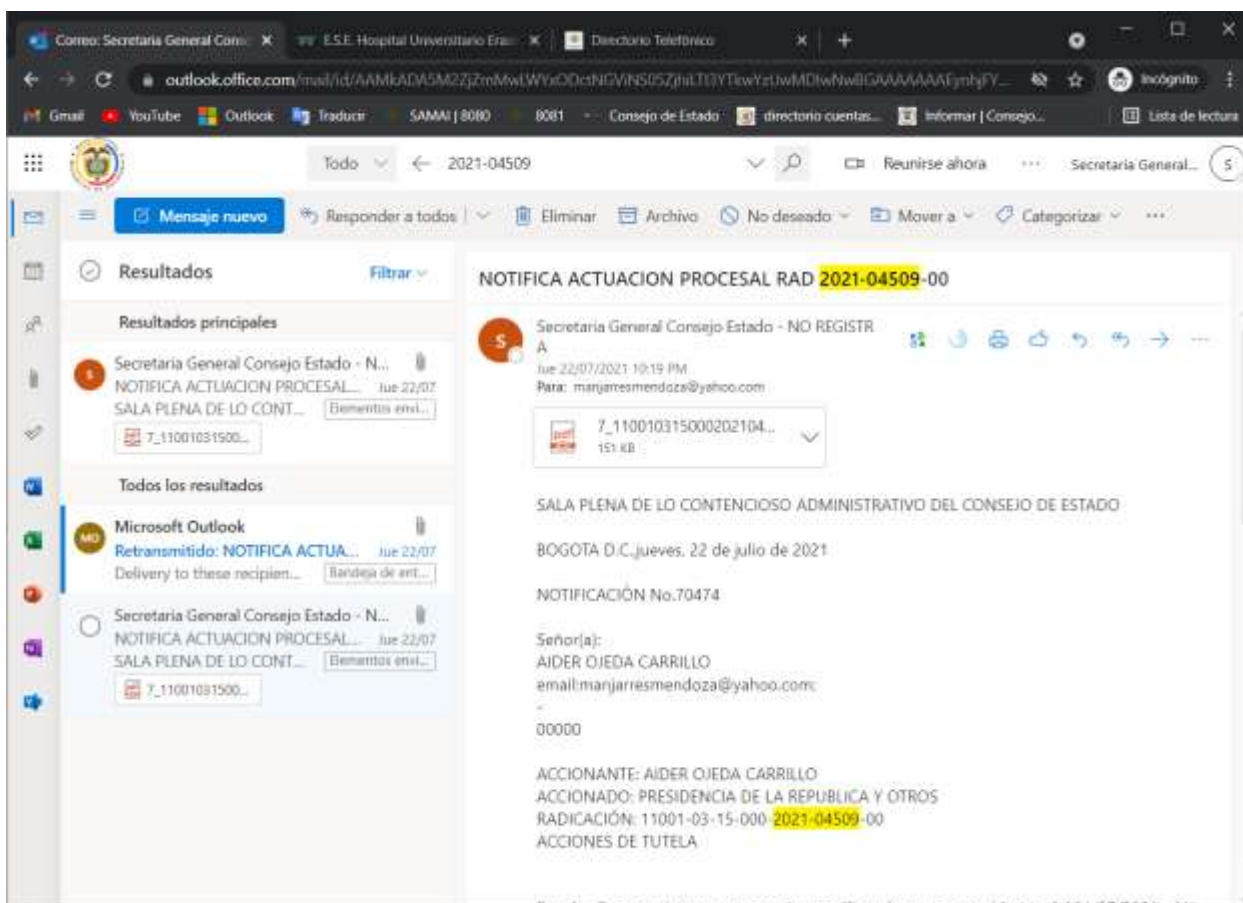 Correo: Secretaria General Cons
E.S.E. Hospital Universitario Eras
Directorio Telefónico
outlook.office.com
Incógnito
Gmail YouTube Outlook Traducir SAMAI | 8080 8081 Consejo de Estado directorio cuentas... Informar | Consejo... Lista de lectura
Todo 2021-04509 Reunirse ahora ... Secretaria General... S
Mensaje nuevo Responder a todos Eliminar Archivo No deseado Mover a Categorizar ...
Resultados Filtrar
Resultados principales
S Secretaria General Consejo Estado - N...
NOTIFICA ACTUACION PROCESAL... Jue 22/07
SALA PLENA DE LO CONT... Elementos envi...
7_11001031500...
Todos los resultados
MO Microsoft Outlook
Retransmitido: NOTIFICA ACTUA... Jue 22/07
Delivery to these recipien... Bandeja de ent...
Secretaria General Consejo Estado - N...
NOTIFICA ACTUACION PROCESAL... Jue 22/07
SALA PLENA DE LO CONT... Elementos envi...
7_11001031500...
NOTIFICA ACTUACION PROCESAL RAD 2021-04509-00
S Secretaria General Consejo Estado - NO REGISTR
A
Jue 22/07/2021 10:19 PM
Para: manjarresmendoza@yahoo.com
7_110010315000202104...
151 KB
SALA PLENA DE LO CONTENCIOSO ADMINISTRATIVO DEL CONSEJO DE ESTADO
BOGOTA D.C.,jueves, 22 de julio de 2021
NOTIFICACIÓN No.70474
Señor(a):
AIDER OJEDA CARRILLO
email:manjarresmendoza@yahoo.com;
-
00000
ACCIONANTE: AIDER OJEDA CARRILLO
ACCIONADO: PRESIDENCIA DE LA REPUBLICA Y OTROS
RADICACIÓN: 11001-03-15-000-2021-04509-00
ACCIONES DE TUTELA